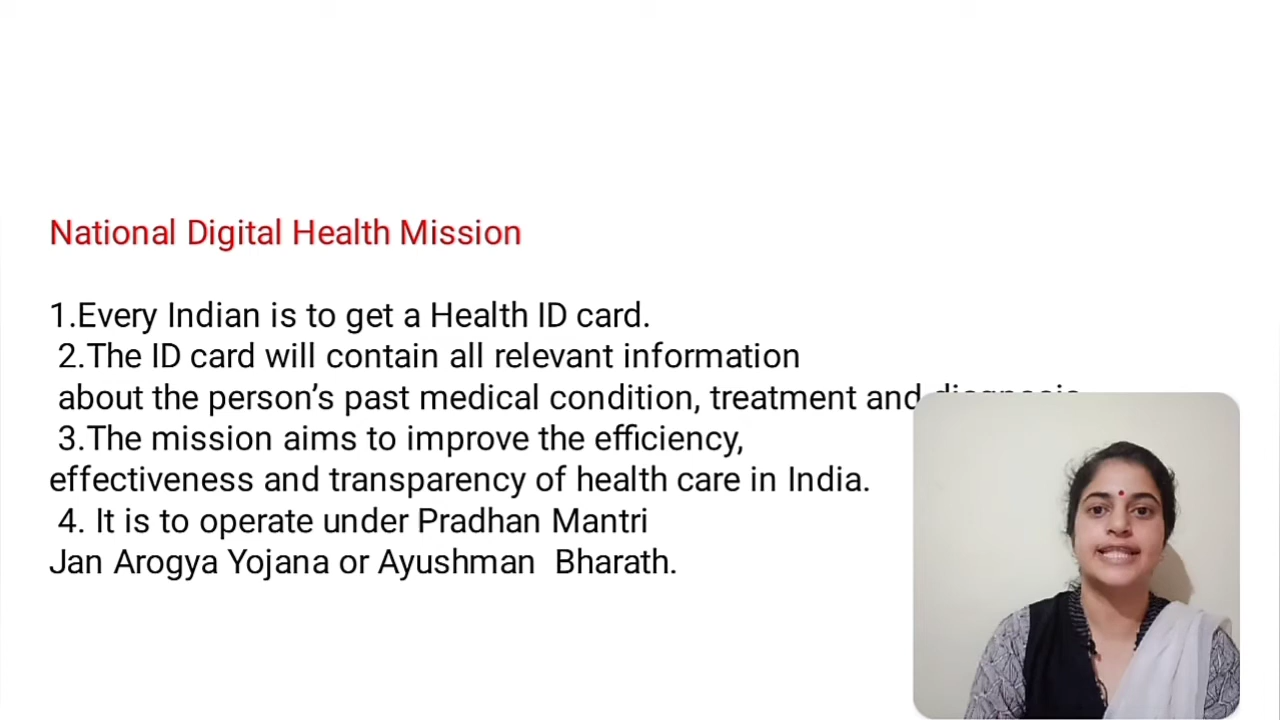 National Digital Health Mission
1.Every Indian is to get a Health ID card.
2.The ID card will contain all relevant information
about the person’s past medical condition, treatment and
3.The mission aims to improve the efficiency,
effectiveness and transparency of health care in India.
4. It is to operate under Pradhan Mantri
Jan Arogya Yojana or Ayushman  Bharath.